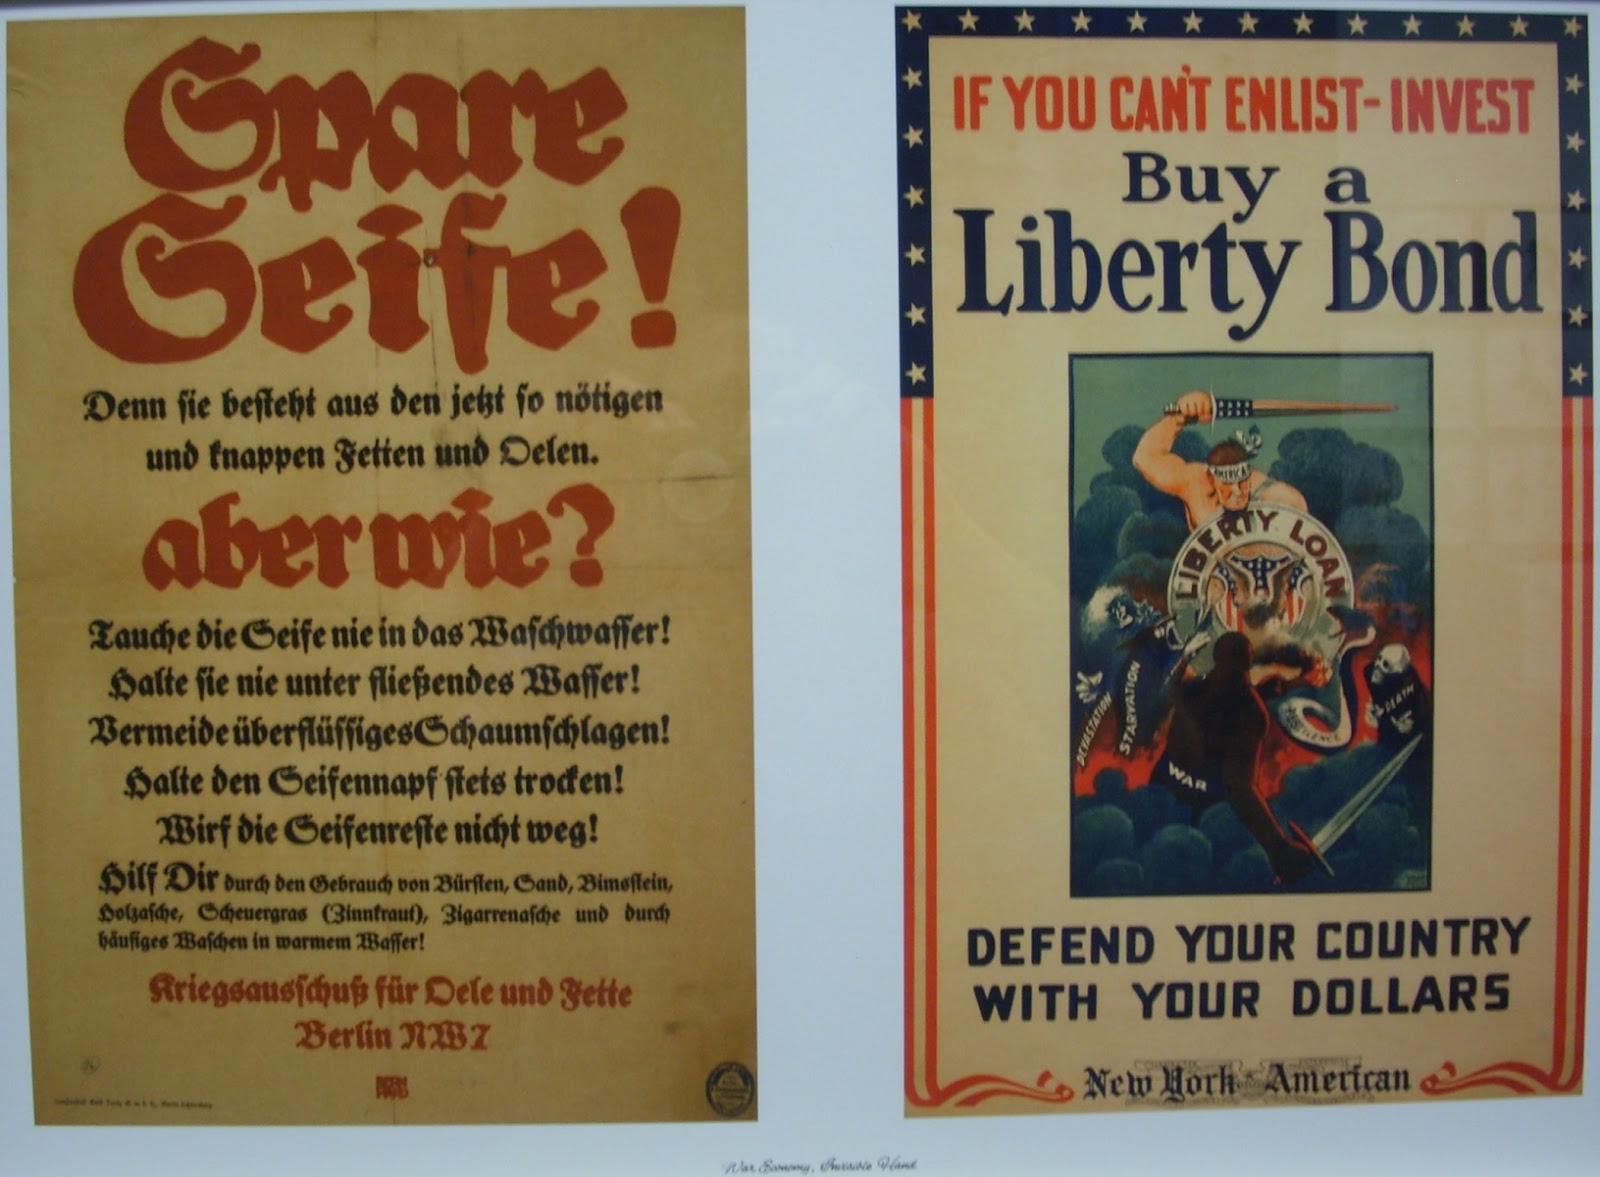 Spare
Seife!
Denn sie besteht aus den jetzt so nötigen
und knappen Fetten und Oelen.
aber wie?
Tauche die Seife nie in das Waschwasser!
Halte sie nie unter fließendes Wasser!
Vermeide überflüssiges Schaumschlagen!
Halte den Seifennapf stets trocken!
Wirf die Seifenreste nicht weg!
Hilf Dir durch den Gebrauch von Bürsten, Sand, Bimsstein,
Holzasche, Scheuergras (Zinnkraut), Zigarrenasche und durch
häufiges Waschen in warmem Wasser!
Kriegsausschuß für Oele und Fette
Berlin NW7
IF YOU CAN'T ENLIST-INVEST
Buy a
Liberty Bond
AMERICA
LIBERTY LOAN
DEVASTATION
STARVATION
WAR
PESTILENCE
DEATH
DEFEND YOUR COUNTRY
WITH YOUR DOLLARS
New York American
War Economy, Invisible Hand